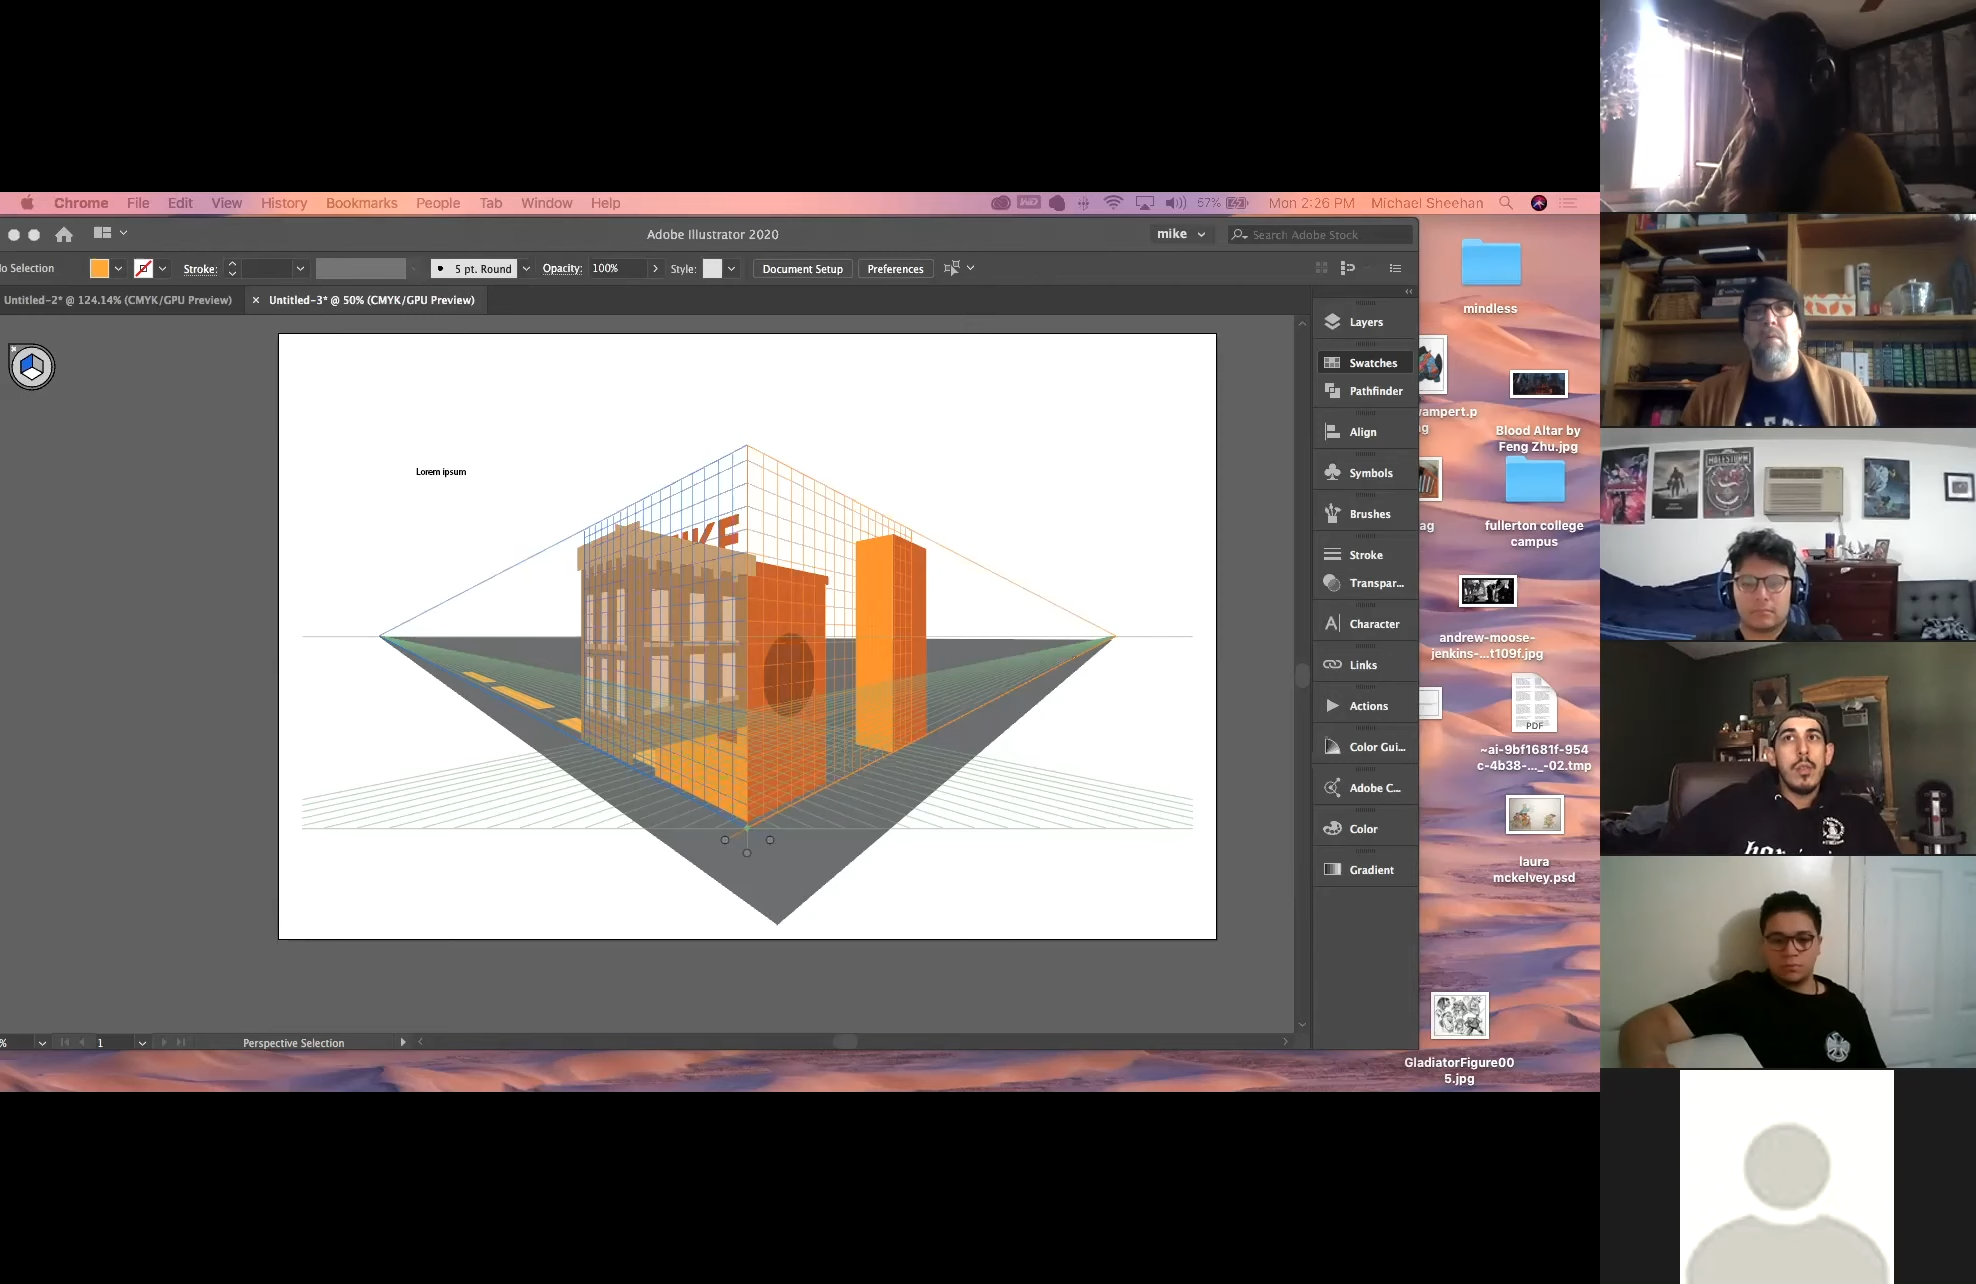 Chrome File Edit View History Bookmarks People Tab Window Help
57% Mon 2:26 PM Michael Sheehan
Adobe Illustrator 2020
mike
Search Adobe Stock
o Selection
Stroke:
5 pt. Round
Opacity: 100%
Style:
Document Setup
Preferences
Untitled-2* @ 124.14% (CMYK/GPU Preview)
× Untitled-3* @ 50% (CMYK/GPU Preview)
Lorem ipsum
Layers
Swatches
Pathfinder
Align
Symbols
Brushes
Stroke
Transpar...
Character
Links
Actions
Color Gui...
Adobe C...
Color
Gradient
mindless
vampert.p
g
Blood Altar by
Feng Zhu.jpg
ag
fullerton college
campus
andrew-moose-
jenkins-...t109f.jpg
PDF
~ai-9bf1681f-954
c-4b38-..._-02.tmp
laura
mckelvey.psd
GladiatorFigure00
5.jpg
%
1
Perspective Selection
HALESTORM